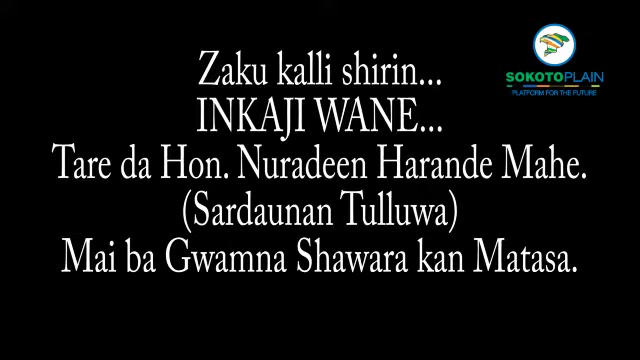 Zaku kalli shirin...
INKAJI WANE...
Tare da Hon. Nuradeen Harande Mahe.
(Sardaunan Tulluwa)
Mai ba Gwamna Shawara kan Matasa.
SOKOTOPLAIN
PLATFORM FOR THE FUTURE